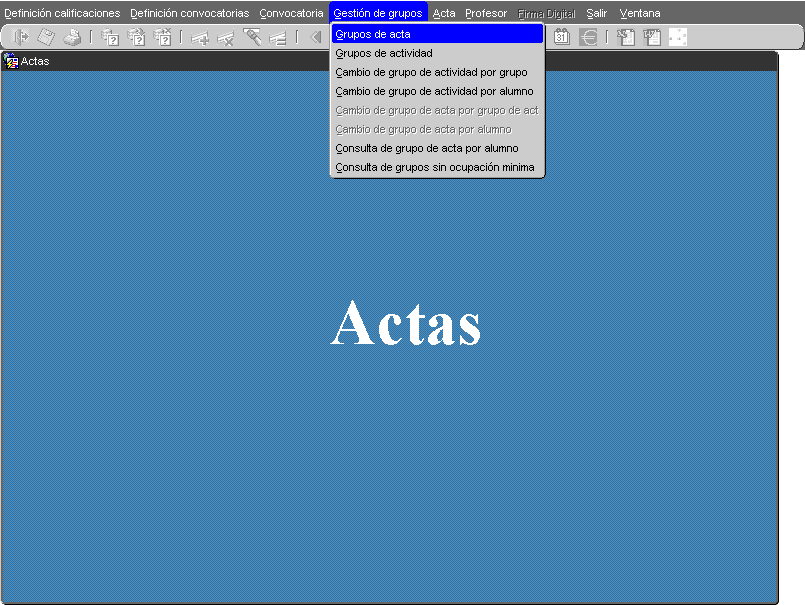 Definición calificaciones Definición convocatorias Convocatoria Gestión de grupos Acta Profesor Firma Digital Salir Ventana
Actas
Grupos de acta
Grupos de actividad
Cambio de grupo de actividad por grupo
Cambio de grupo de actividad por alumno
Cambio de grupo de acta por grupo de act
Cambio de grupo de acta por alumno
Consulta de grupo de acta por alumno
Consulta de grupos sin ocupación minima
Actas